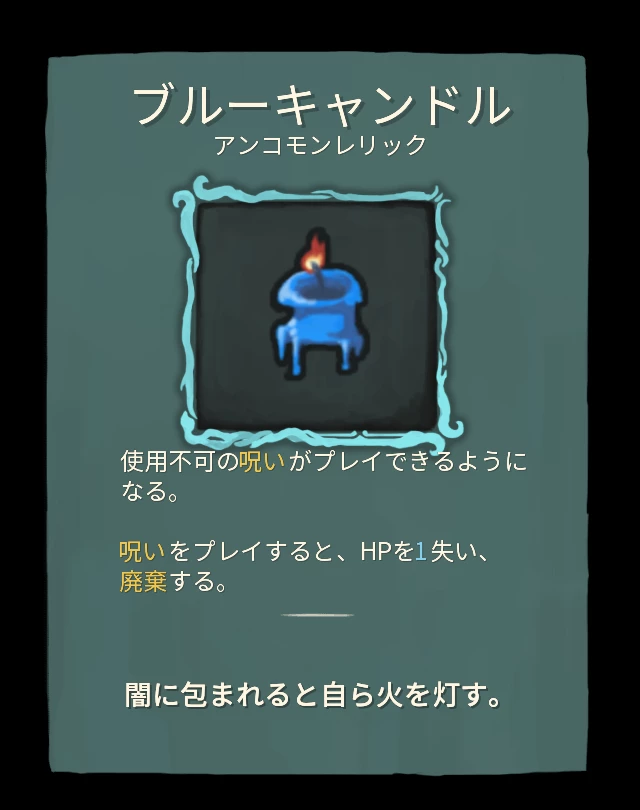 ブルーキャンドル
アンコモンレリック
使用不可の呪いがプレイできるように
なる。
呪いをプレイすると、HPを1失い、
廃棄する。
闇に包まれると自ら火を灯す。